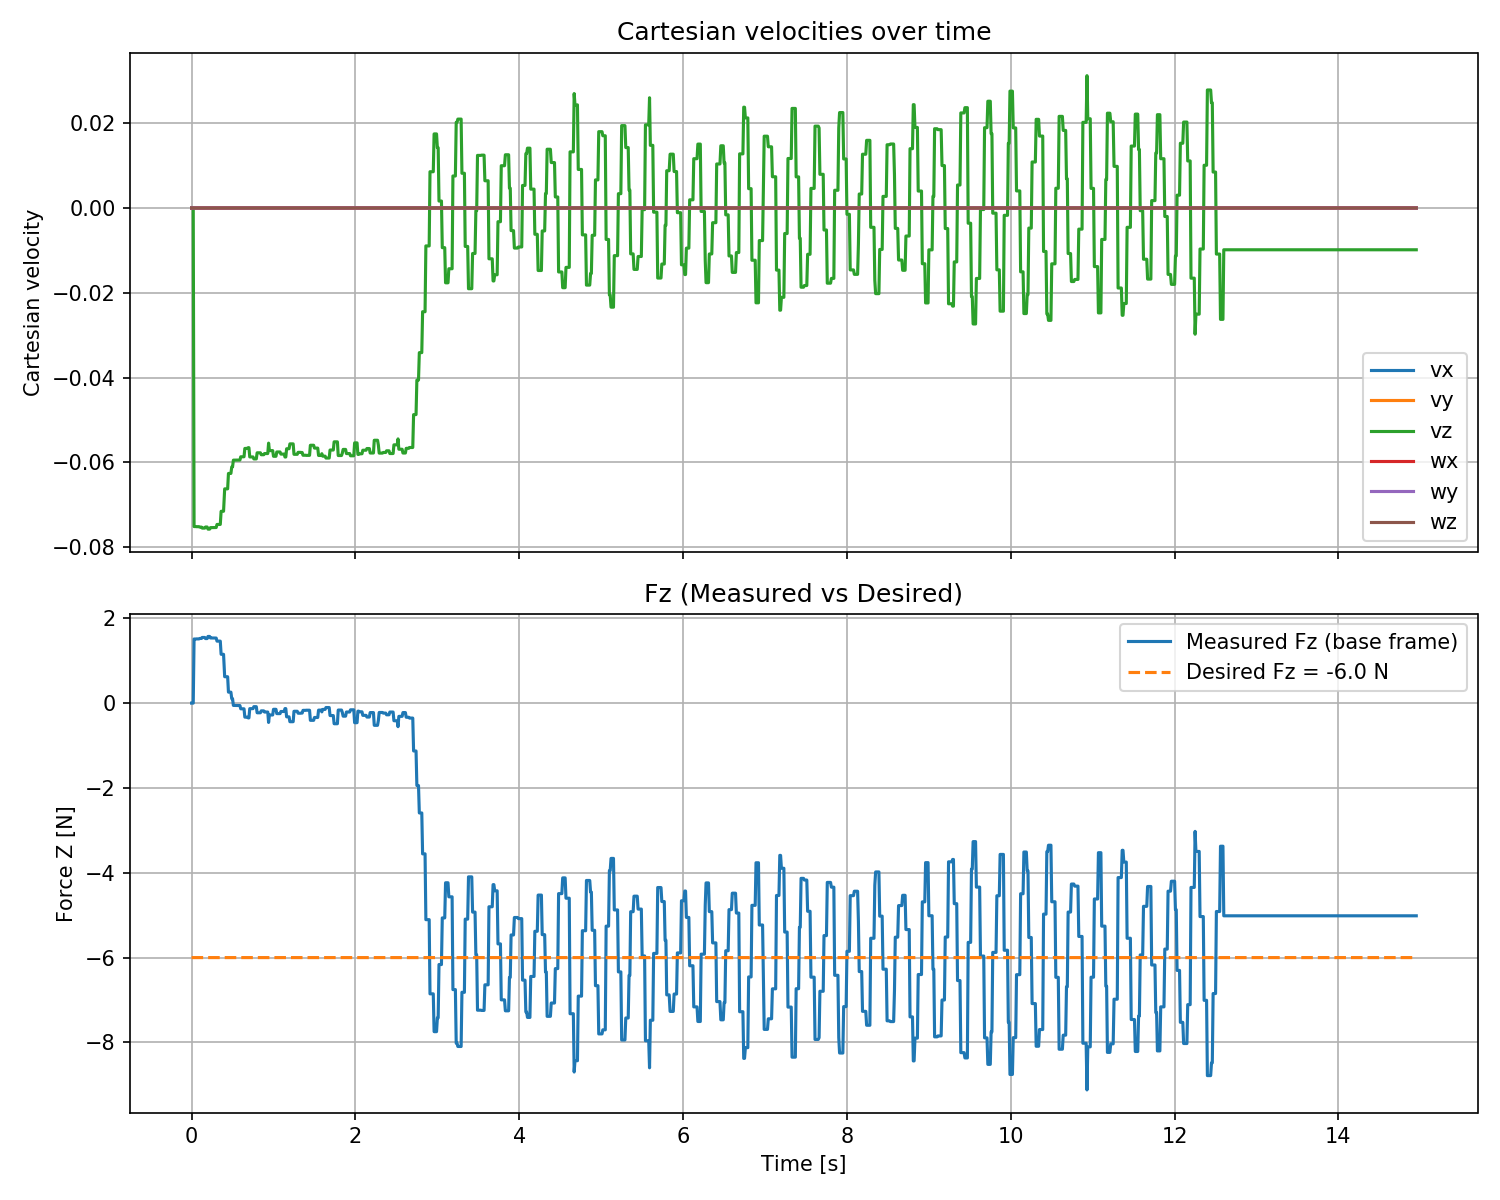 Cartesian velocities over time
Cartesian velocity
0.02
0.00
−0.02
−0.04
−0.06
−0.08
vx
vy
vz
wx
wy
wz
Fz (Measured vs Desired)
Force Z [N]
2
0
−2
−4
−6
−8
Measured Fz (base frame)
Desired Fz = -6.0 N
0 2 4 6 8 10 12 14
Time [s]